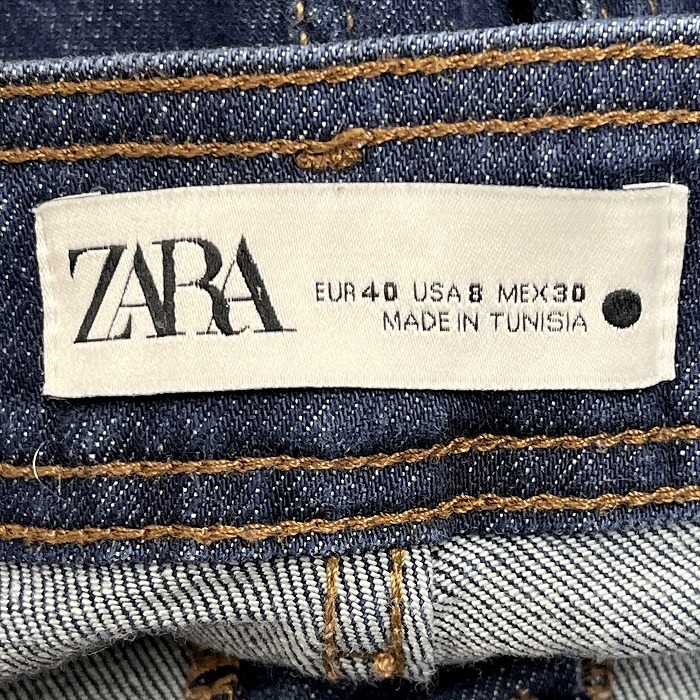 ZARA
EUR 40 USA 8 MEX 30
MADE IN TUNISIA